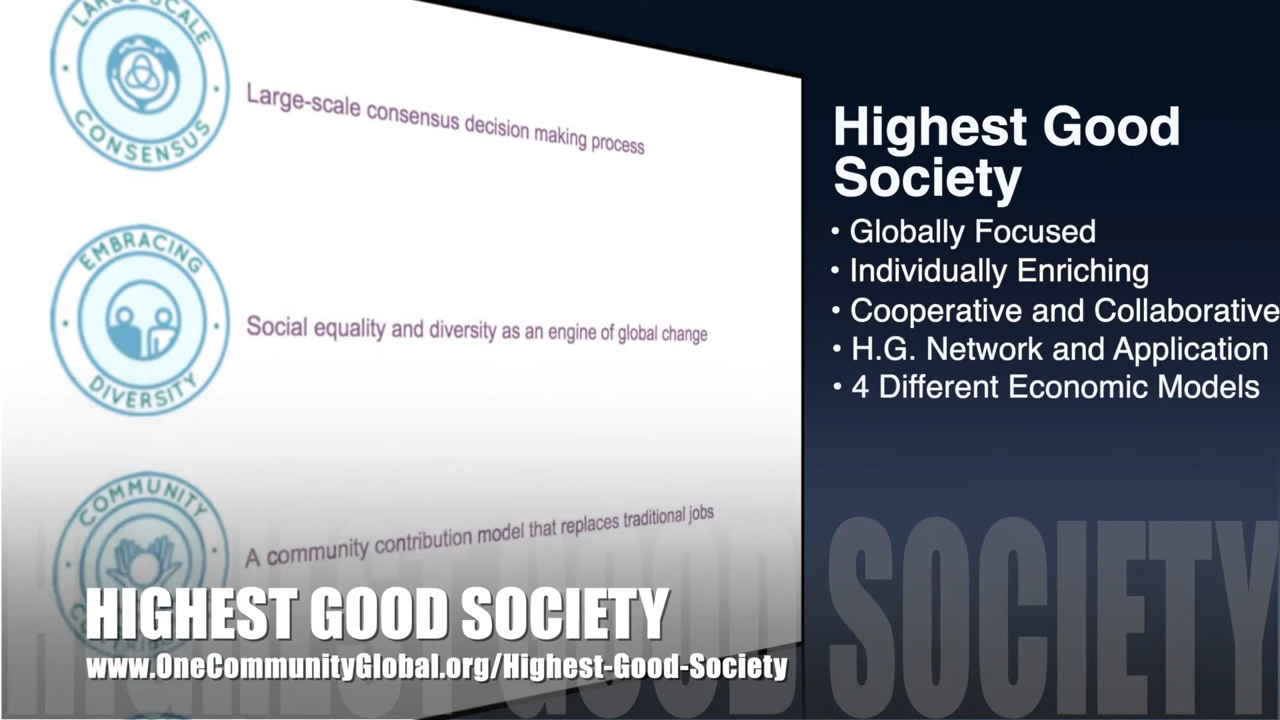 LARGE SCALE
CONSENSUS
Large-scale consensus decision making process
EMBRACING
DIVERSITY
Social equality and diversity as an engine of global change
COMMUNITY
A community contribution model that replaces traditional jobs
Highest Good
Society
• Globally Focused
• Individually Enriching
• Cooperative and Collaborative
• H.G. Network and Application
• 4 Different Economic Models
HIGHEST GOOD SOCIETY
HIGHEST GOOD SOCIETY
www.OneCommunityGlobal.org/Highest-Good-Society